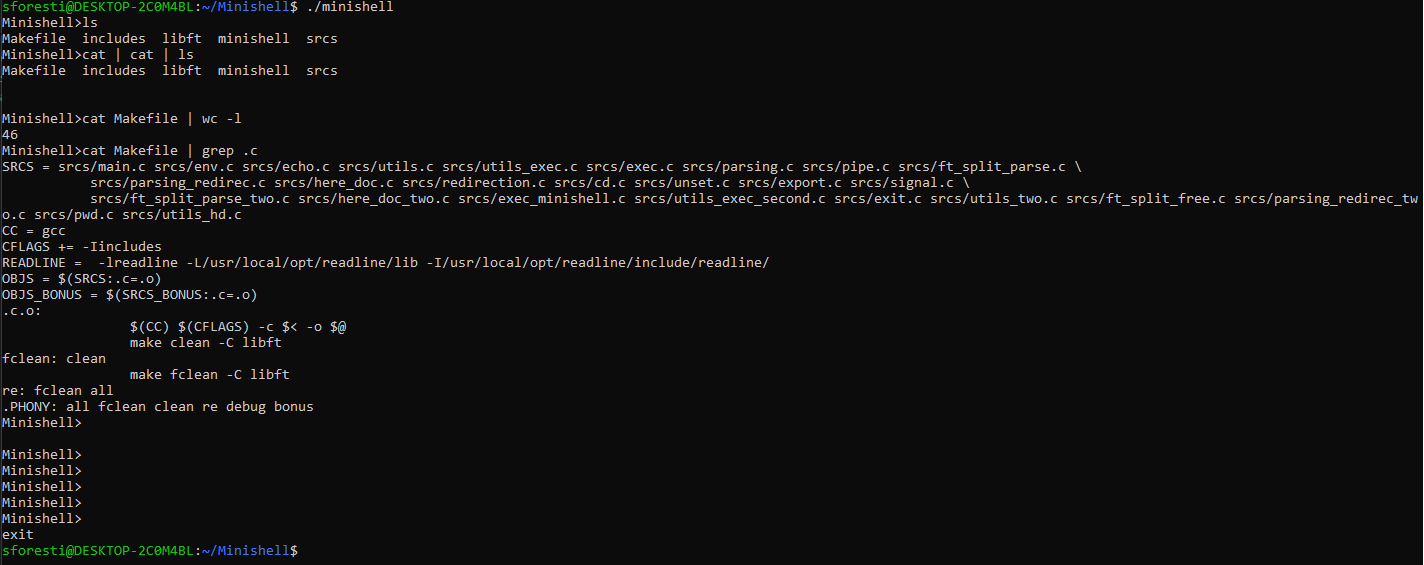 sforesti@DESKTOP-2C0M4BL:~/Minishell$ ./minishell
Minishell>ls
Makefile  includes  libft  minishell  srcs
Minishell>cat | cat | ls
Makefile  includes  libft  minishell  srcs
Minishell>cat Makefile | wc -l
46
Minishell>cat Makefile | grep .c
SRCS = srcs/main.c srcs/env.c srcs/echo.c srcs/utils.c srcs/utils_exec.c srcs/exec.c srcs/parsing.c srcs/pipe.c srcs/ft_split_parse.c \
srcs/parsing_redirec.c srcs/here_doc.c srcs/redirection.c srcs/cd.c srcs/unset.c srcs/export.c srcs/signal.c \
srcs/ft_split_parse_two.c srcs/here_doc_two.c srcs/exec_minishell.c srcs/utils_exec_second.c srcs/exit.c srcs/utils_two.c srcs/ft_split_free.c srcs/parsing_redirec_tw
o.c srcs/pwd.c srcs/utils_hd.c
CC = gcc
CFLAGS += -Iincludes
READLINE =  -lreadline -L/usr/local/opt/readline/lib -I/usr/local/opt/readline/include/readline/
OBJS = $(SRCS:.c=.o)
OBJS_BONUS = $(SRCS_BONUS:.c=.o)
.c.o:
$(CC) $(CFLAGS) -c $< -o $@
make clean -C libft
fclean: clean
make fclean -C libft
re: fclean all
.PHONY: all fclean clean re debug bonus
Minishell>
Minishell>
Minishell>
Minishell>
Minishell>
Minishell>
exit
sforesti@DESKTOP-2C0M4BL:~/Minishell$